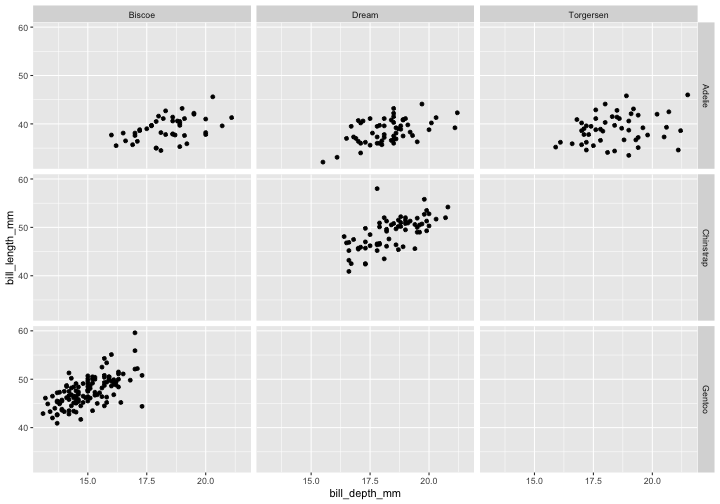 Biscoe Dream Torgersen
60
50
40
Adelie
60
50
40
Chinstrap
60
50
40
Gentoo
bill_length_mm
15.0 17.5 20.0 15.0 17.5 20.0 15.0 17.5 20.0
bill_depth_mm